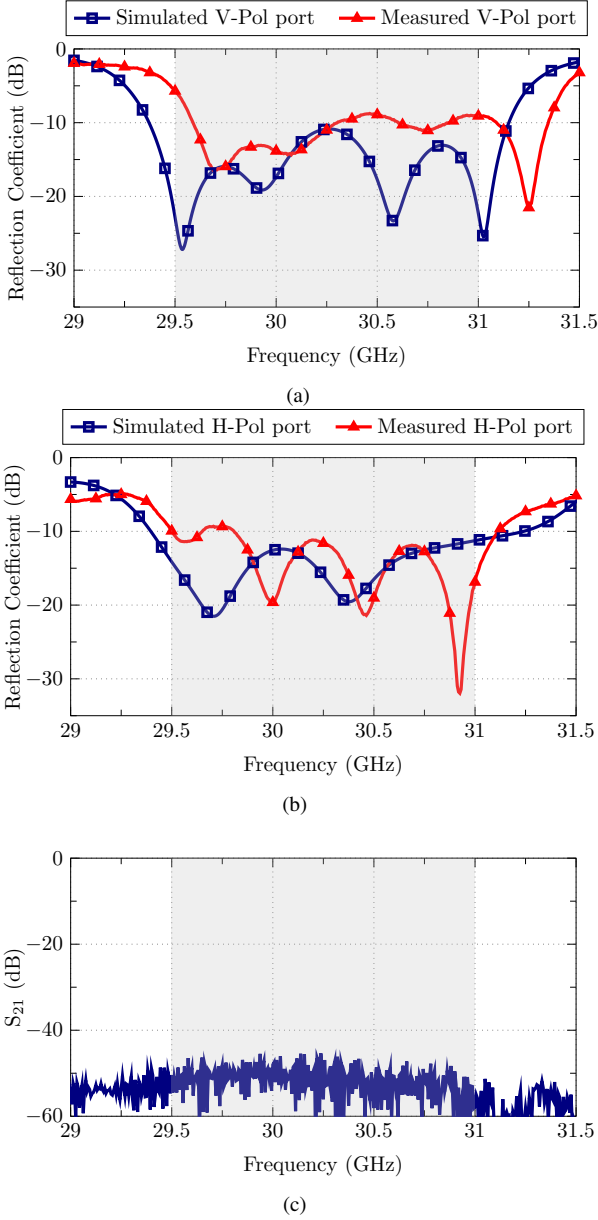 Simulated V-Pol port Measured V-Pol port
0
−10
−20
−30
Reflection Coefficient (dB)
29 29.5 30 30.5 31 31.5
Frequency (GHz)
(a)
Simulated H-Pol port Measured H-Pol port
0
−10
−20
−30
Reflection Coefficient (dB)
29 29.5 30 30.5 31 31.5
Frequency (GHz)
(b)
0
−20
−40
−60
S21 (dB)
29 29.5 30 30.5 31 31.5
Frequency (GHz)
(c)